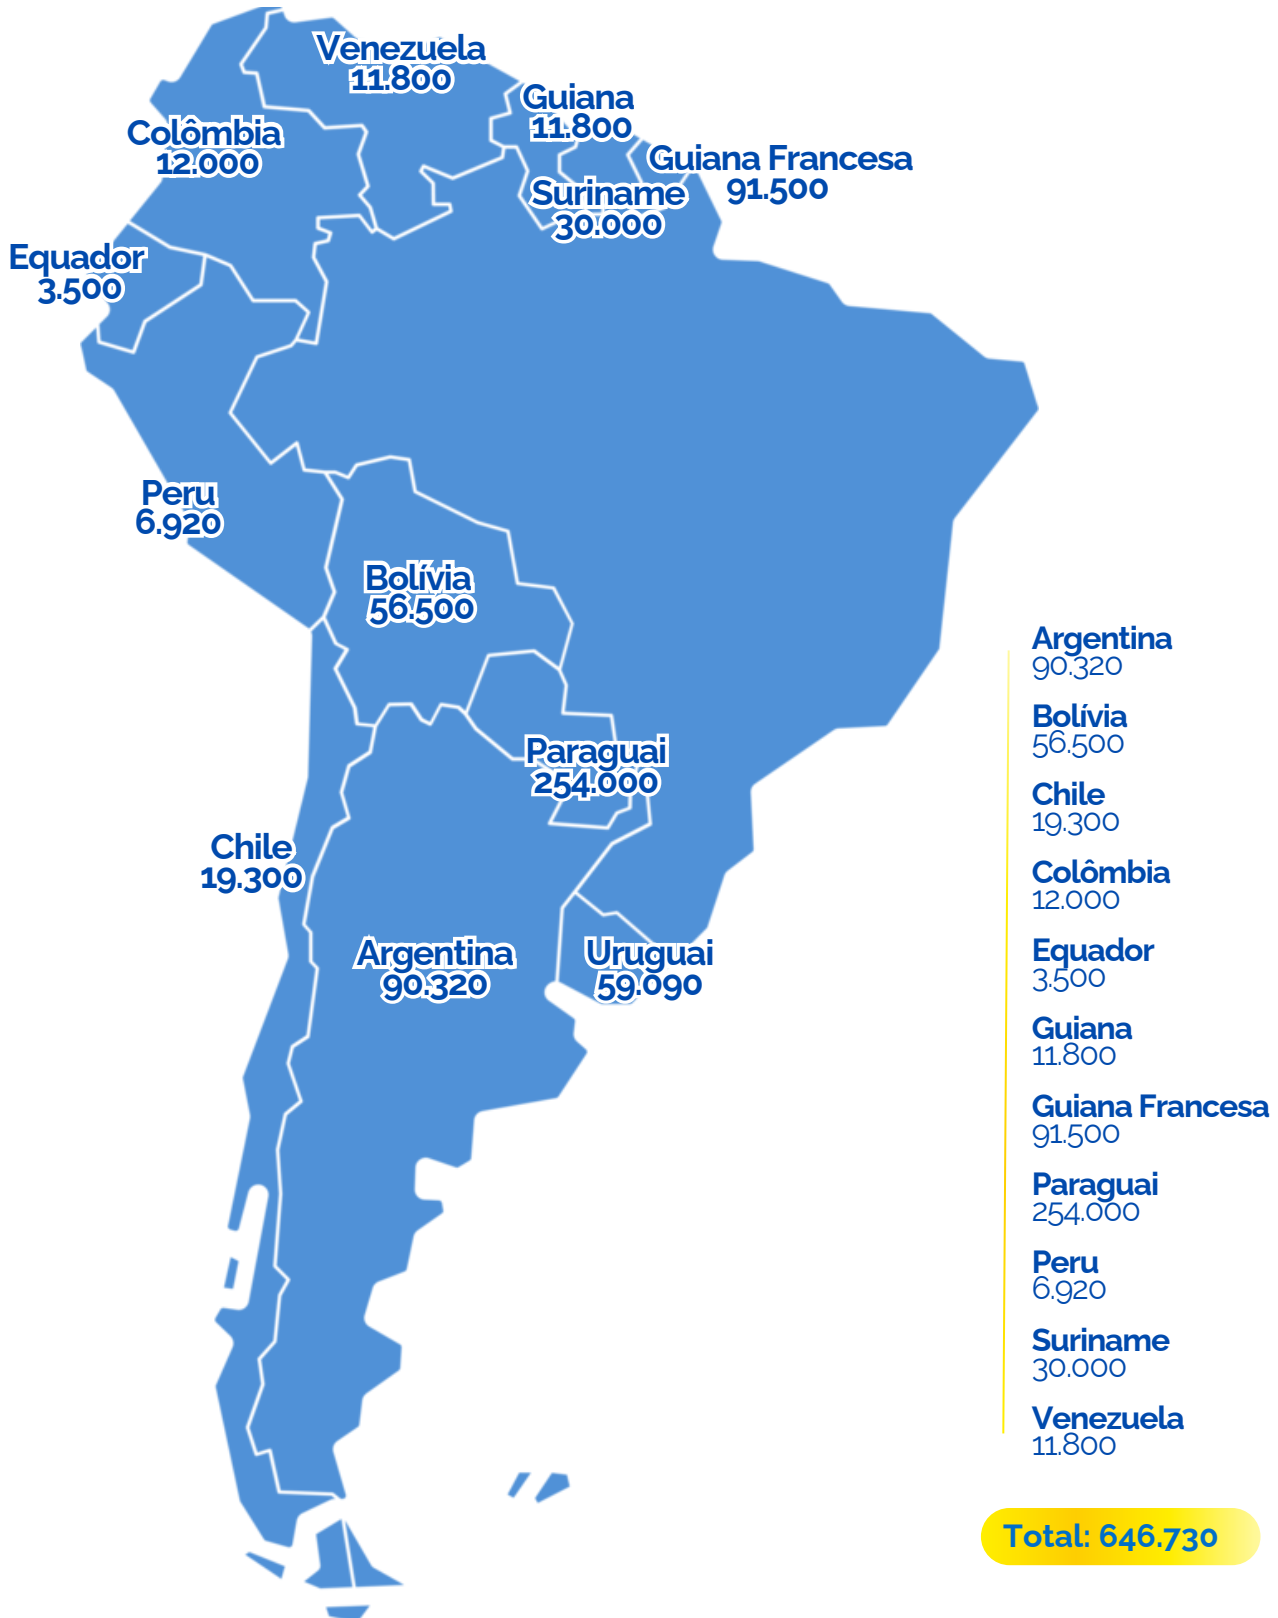 Venezuela
11.800
Guiana
11.800
Colômbia
12.000
Guiana Francesa
91.500
Suriname
30.000
Equador
3.500
Peru
6.920
Bolívia
56.500
Paraguai
254.000
Chile
19.300
Argentina
90.320
Uruguai
59.090
Argentina
90.320
Bolívia
56.500
Chile
19.300
Colômbia
12.000
Equador
3.500
Guiana
11.800
Guiana Francesa
91.500
Paraguai
254.000
Peru
6.920
Suriname
30.000
Venezuela
11.800
Total: 646.730